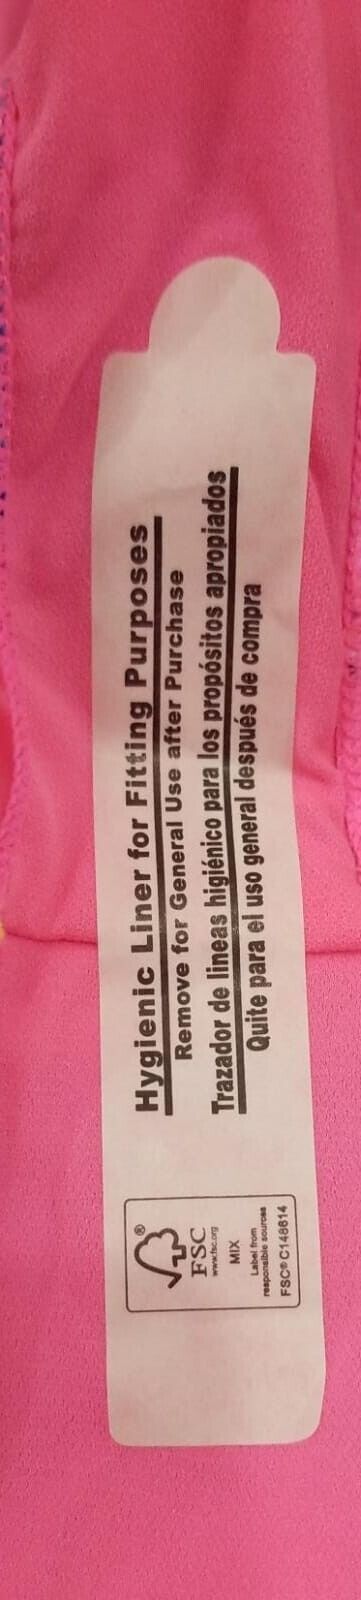 Hygienic Liner for Fitting Purposes
Remove for General Use after Purchase
Trazador de lineas higiénico para los propósitos apropiados
Quite para el uso general después de compra
®
FSC
www.fsc.org
MIX
Label from
responsible sources
FSC® C148614